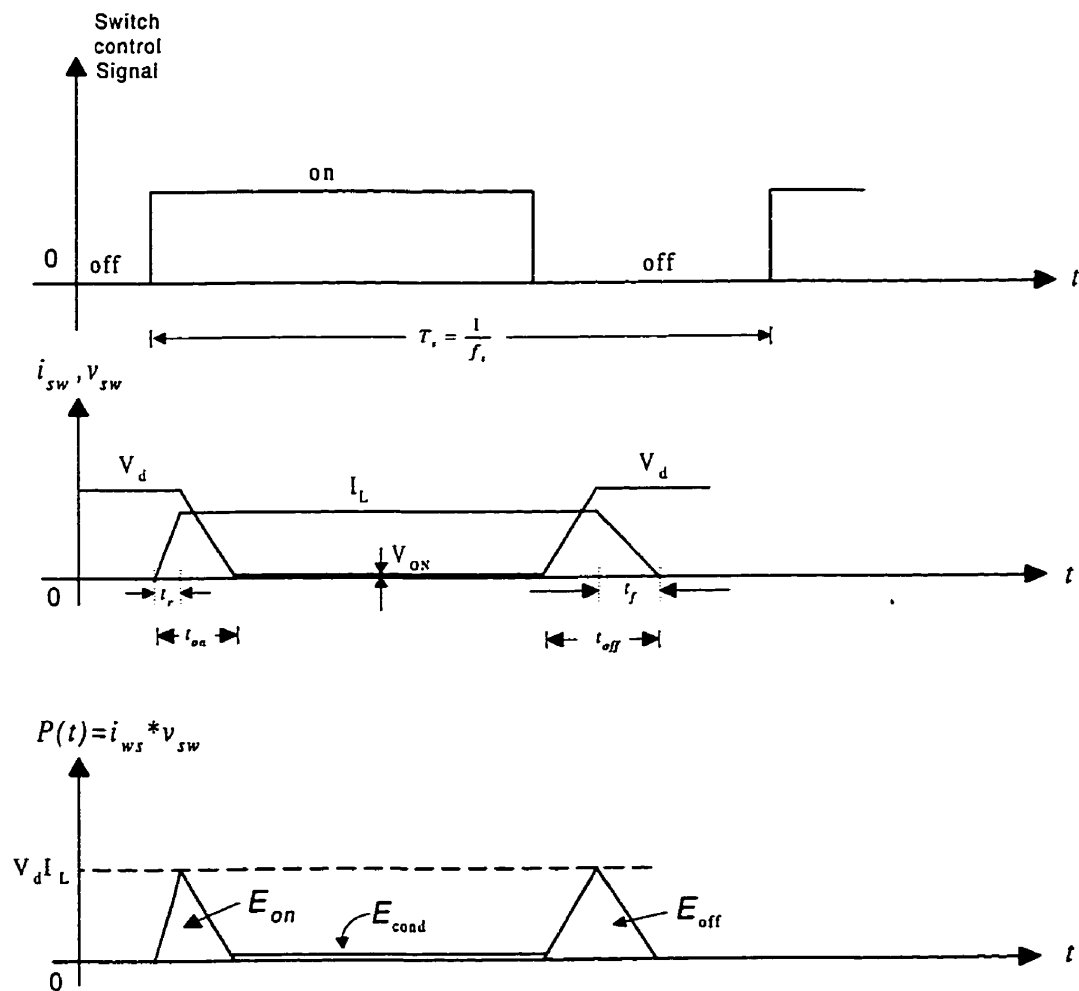 Switch
control
Signal
on
0
off
off
t
τ_s = 1/f_s
i_sw , v_sw
V_d
V_d
I_L
V_ON
t
0
t_r
t_f
t_on
t_off
P(t)=i_ws*v_sw
V_d I_L
E_on
E_cond
E_off
t
0